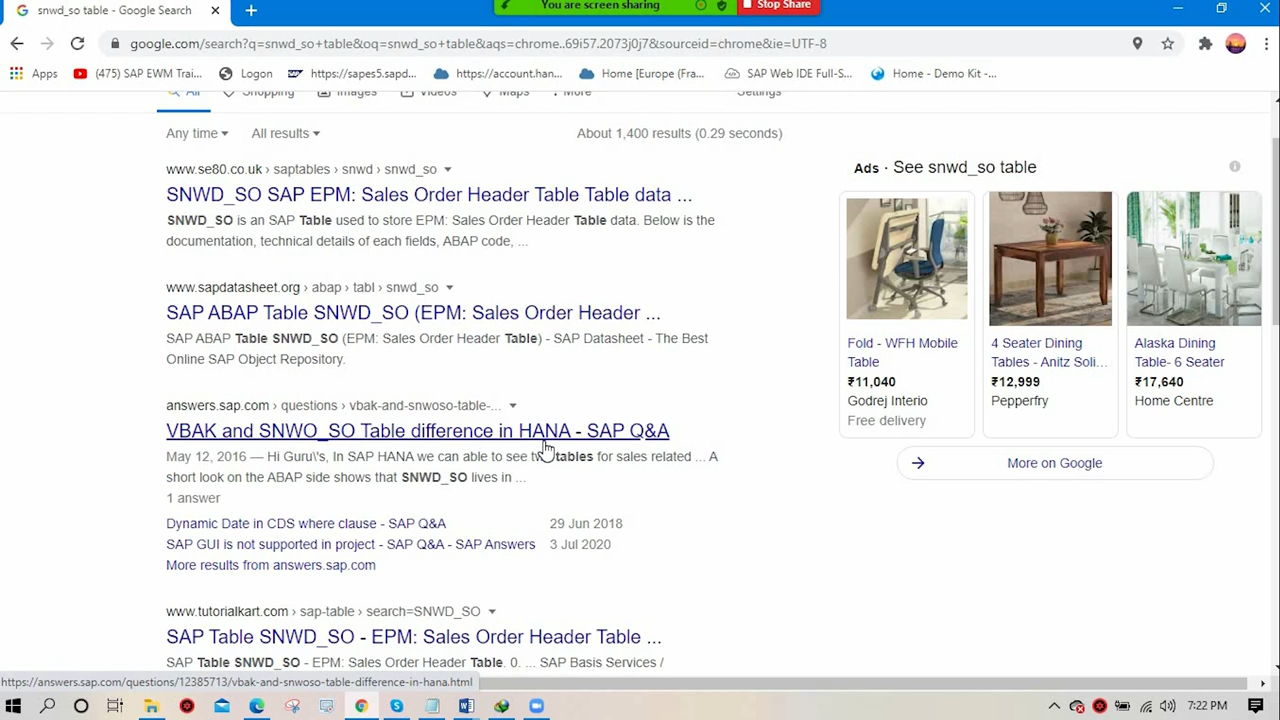 snwd_so table - Google Search
You are screen sharing
Stop Share
google.com/search?q=snwd_so+table&oq=snwd_so+table&aqs=chrome..69i57.2073j0j7&sourceid=chrome&ie=UTF-8
Apps
(475) SAP EWM Trai...
Logon
https://sapes5.sapd...
https://account.han...
Home [Europe (Fra...
SAP Web IDE Full-S...
Home - Demo Kit -...
All
Shopping
Images
Videos
Maps
More
Settings
Any time
All results
About 1,400 results (0.29 seconds)
www.se80.co.uk › saptables › snwd › snwd_so
SNWD_SO SAP EPM: Sales Order Header Table Table data ...
SNWD_SO is an SAP Table used to store EPM: Sales Order Header Table data. Below is the
documentation, technical details of each fields, ABAP code, ...
www.sapdatasheet.org › abap › tabl › snwd_so
SAP ABAP Table SNWD_SO (EPM: Sales Order Header ...
SAP ABAP Table SNWD_SO (EPM: Sales Order Header Table) - SAP Datasheet - The Best
Online SAP Object Repository.
answers.sap.com › questions › vbak-and-snwoso-table-...
VBAK and SNWO_SO Table difference in HANA - SAP Q&A
May 12, 2016 — Hi Guru\'s, In SAP HANA we can able to see tables for sales related ... A
short look on the ABAP side shows that SNWD_SO lives in ...
1 answer
Dynamic Date in CDS where clause - SAP Q&A
29 Jun 2018
SAP GUI is not supported in project - SAP Q&A - SAP Answers
3 Jul 2020
More results from answers.sap.com
www.tutorialkart.com › sap-table › search=SNWD_SO
SAP Table SNWD_SO - EPM: Sales Order Header Table ...
SAP Table SNWD_SO - EPM: Sales Order Header Table. 0. ... SAP Basis Services /
Ads · See snwd_so table
Fold - WFH Mobile
Table
₹11,040
Godrej Interio
Free delivery
4 Seater Dining
Tables - Anitz Soli...
₹12,999
Pepperfry
Alaska Dining
Table- 6 Seater
₹17,640
Home Centre
More on Google
https://answers.sap.com/questions/12385713/vbak-and-snwoso-table-difference-in-hana.html
7:22 PM